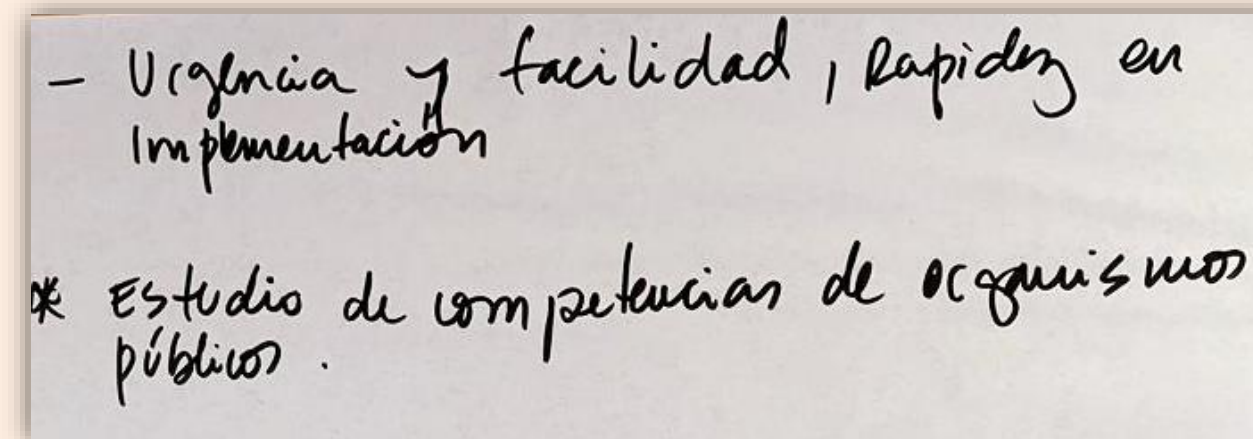 - Urgencia y facilidad, Rapidez en
Implementación
* Estudio de competencias de organismos
públicos.